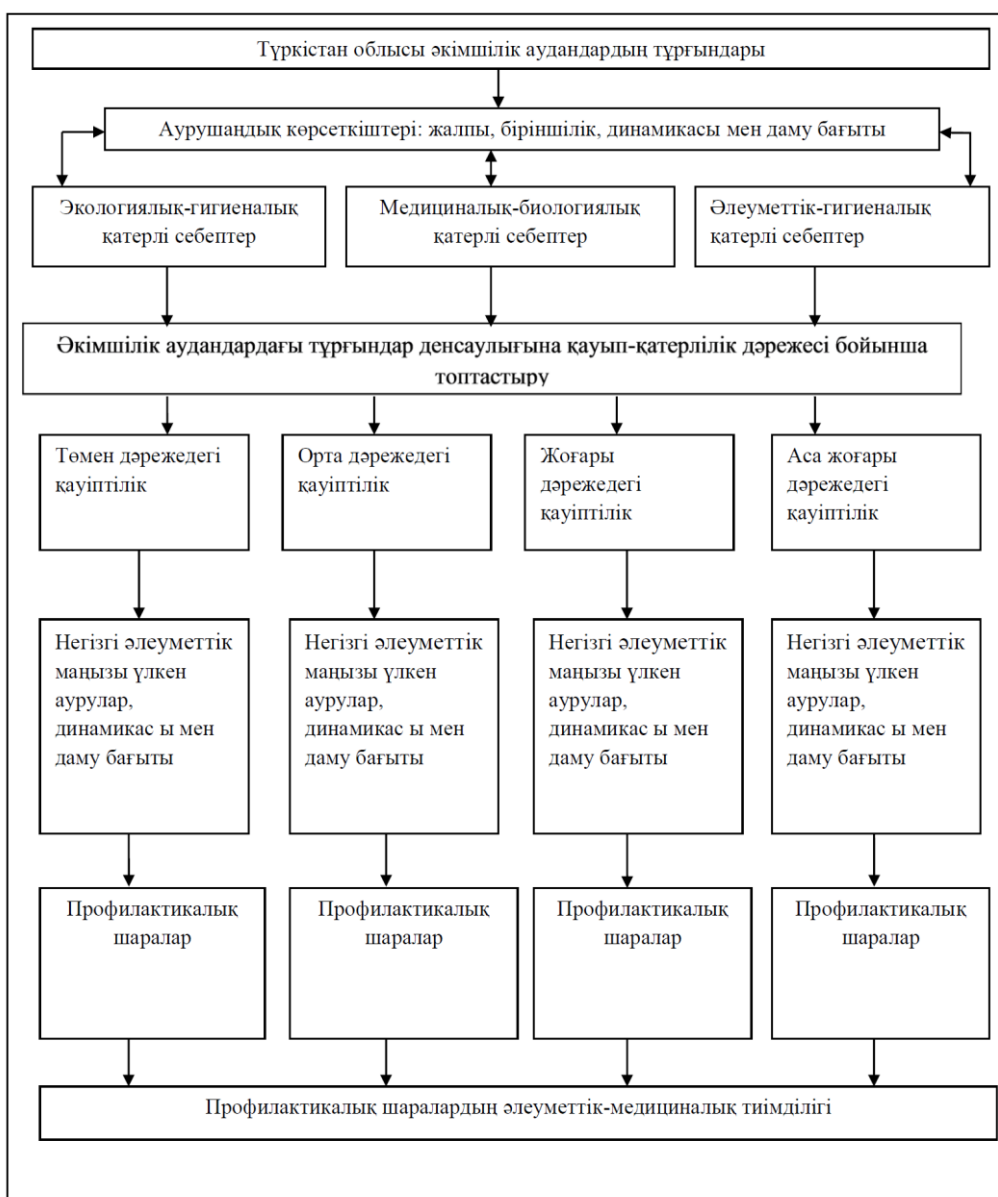 Түркістан облысы әкімшілік аудандардың тұрғындары
Аурушаңдық көрсеткіштері: жалпы, біріншілік, динамикасы мен даму бағыты
Экологиялық-гигиеналық
қатерлі себептер
Медициналық-биологиялық
қатерлі себептер
Әлеуметтік-гигиеналық
қатерлі себептер
Әкімшілік аудандардағы тұрғындар денсаулығына қауып-қатерлілік дәрежесі бойынша
топтастыру
Төмен дәрежедегі
қауіптілік
Орта дәрежедегі
қауіптілік
Жоғары
дәрежедегі
қауіптілік
Аса жоғары
дәрежедегі
қауіптілік
Негізгі әлеуметтік
маңызы үлкен
аурулар,
динамикас ы мен
даму бағыты
Негізгі әлеуметтік
маңызы үлкен
аурулар,
динамикас ы мен
даму бағыты
Негізгі әлеуметтік
маңызы үлкен
аурулар,
динамикас ы мен
даму бағыты
Негізгі әлеуметтік
маңызы үлкен
аурулар,
динамикас ы мен
даму бағыты
Профилактикалық
шаралар
Профилактикалық
шаралар
Профилактикалық
шаралар
Профилактикалық
шаралар
Профилактикалық шаралардың әлеуметтік-медициналық тиімділігі